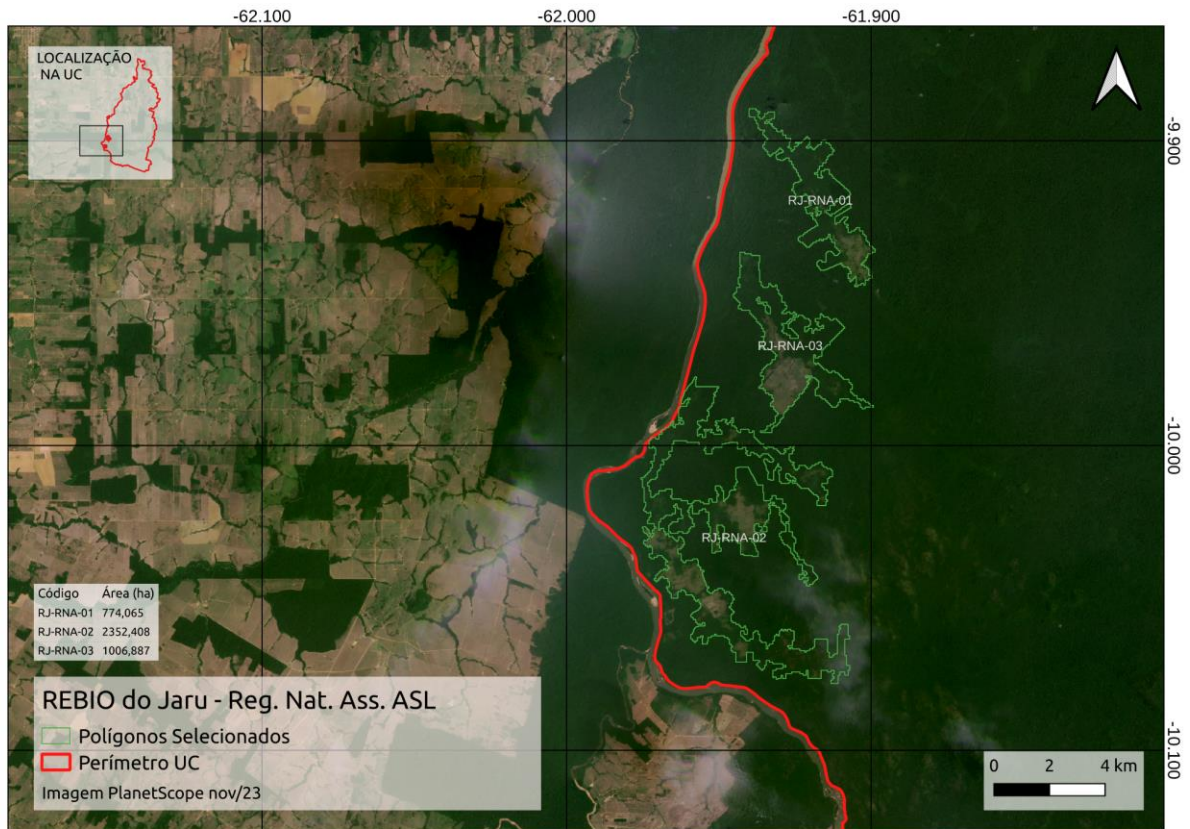 -62.100 -62.000 -61.900
LOCALIZAÇÃO
NA UC
-9.900
RJ-RNA-01
RJ-RNA-03
-10.000
RJ-RNA-02
Código Área (ha)
RJ-RNA-01 774,065
RJ-RNA-02 2352,408
RJ-RNA-03 1006,887
REBIO do Jaru - Reg. Nat. Ass. ASL
Polígonos Selecionados
Perímetro UC
Imagem PlanetScope nov/23
-10.100
0 2 4 km